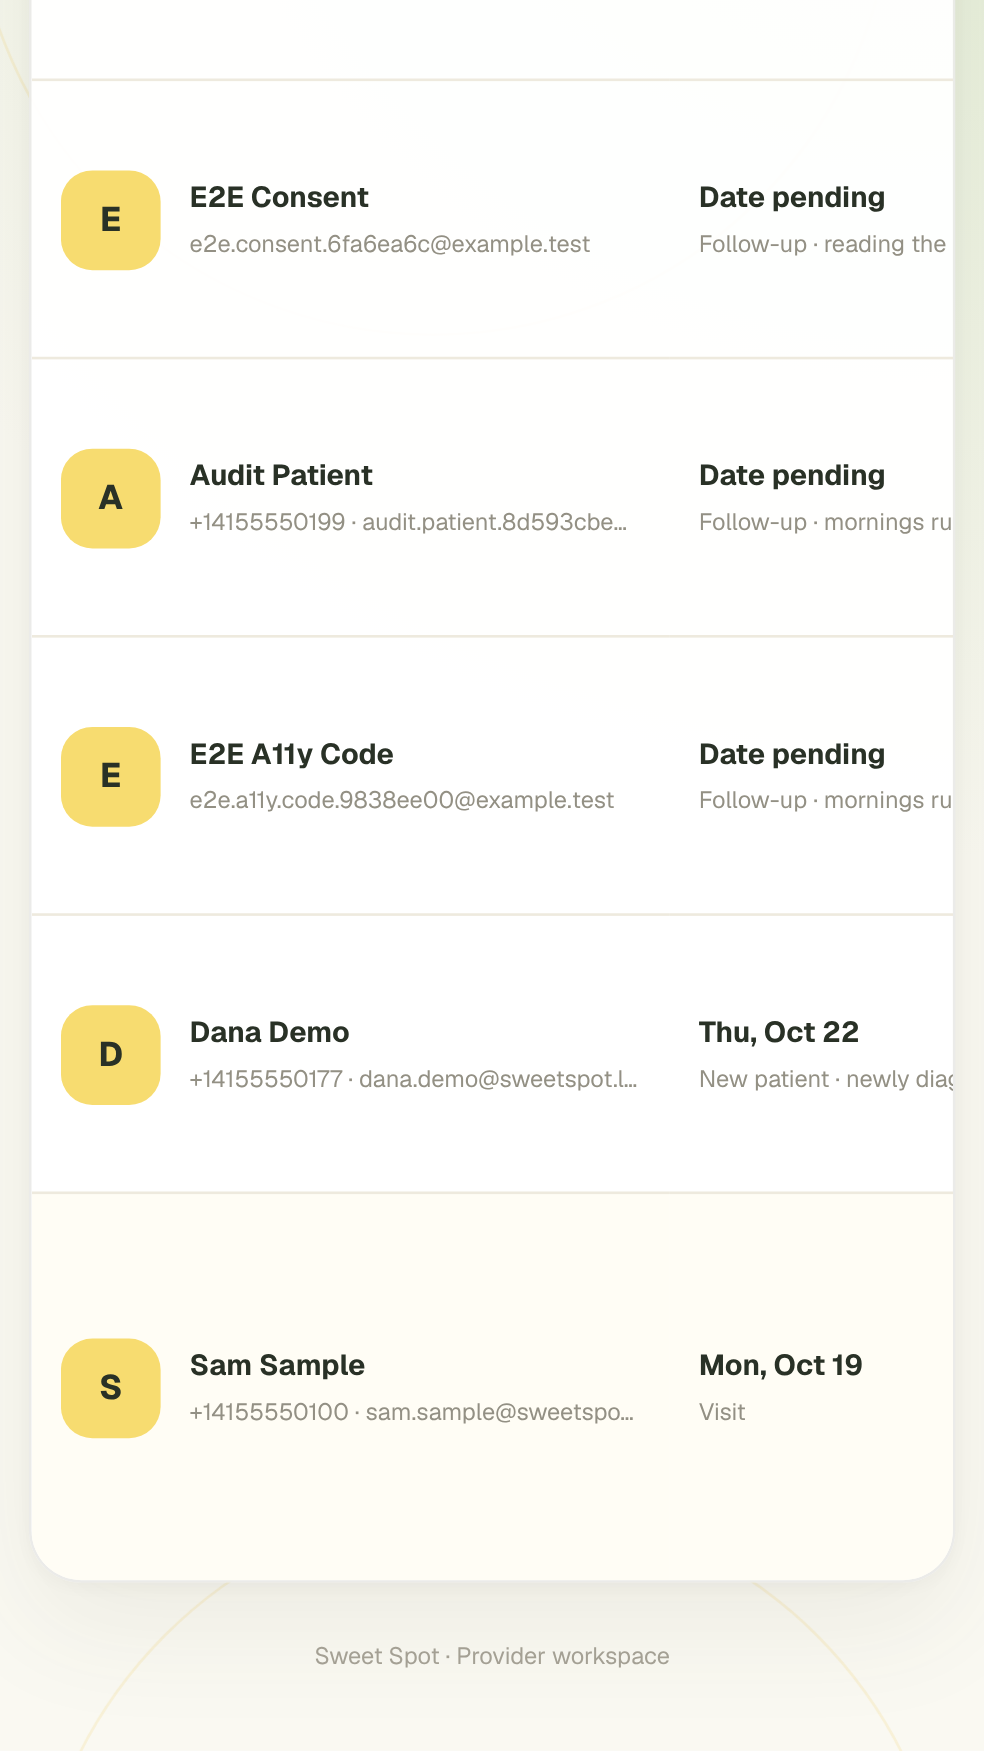 E
E2E Consent
e2e.consent.6fa6ea6c@example.test
Date pending
Follow-up · reading the
A
Audit Patient
+14155550199 · audit.patient.8d593cbe...
Date pending
Follow-up · mornings ru
E
E2E A11y Code
e2e.a11y.code.9838ee00@example.test
Date pending
Follow-up · mornings ru
D
Dana Demo
+14155550177 · dana.demo@sweetspot.l...
Thu, Oct 22
New patient · newly diag
S
Sam Sample
+14155550100 · sam.sample@sweetspo...
Mon, Oct 19
Visit
Sweet Spot · Provider workspace